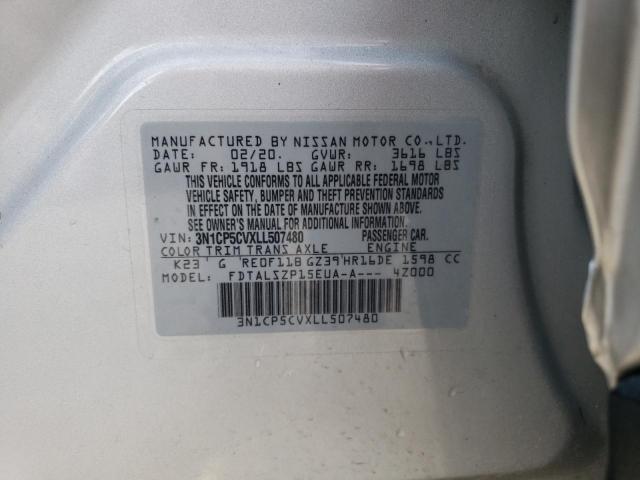 MANUFACTURED BY NISSAN MOTOR CO.,LTD.
DATE: 02/20. GVWR: 3616 LBS
GAWR FR: 1918 LBS GAWR RR: 1698 LBS
THIS VEHICLE CONFORMS TO ALL APPLICABLE FEDERAL MOTOR
VEHICLE SAFETY, BUMPER AND THEFT PREVENTION STANDARDS
IN EFFECT ON THE DATE OF MANUFACTURE SHOWN ABOVE.
SEE OWNER'S MANUAL FOR ADDITIONAL INFORMATION
VIN: 3N1CP5CVXLL507480 PASSENGER CAR.
COLOR TRIM TRANS AXLE ENGINE
K23 G RE0F11B GZ39 HR16DE 1598 CC
MODEL: FDTALSZP15EUA-A--- 4Z000
3N1CP5CVXLL507480